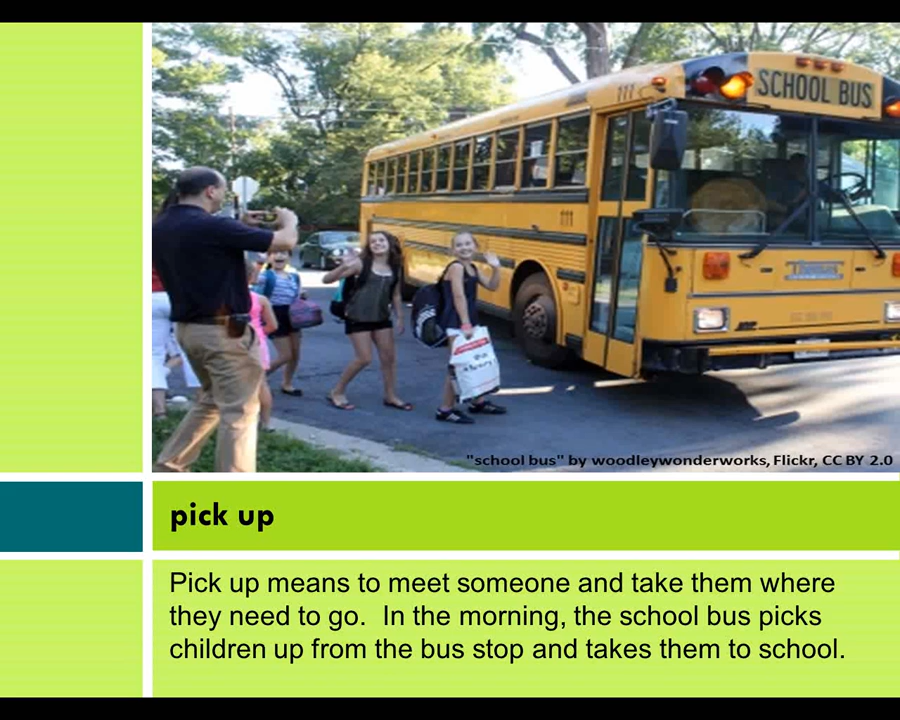 SCHOOL BUS
111
111
Thomas
"school bus" by woodleywonderworks, Flickr, CC BY 2.0
pick up
Pick up means to meet someone and take them where
they need to go.  In the morning, the school bus picks
children up from the bus stop and takes them to school.